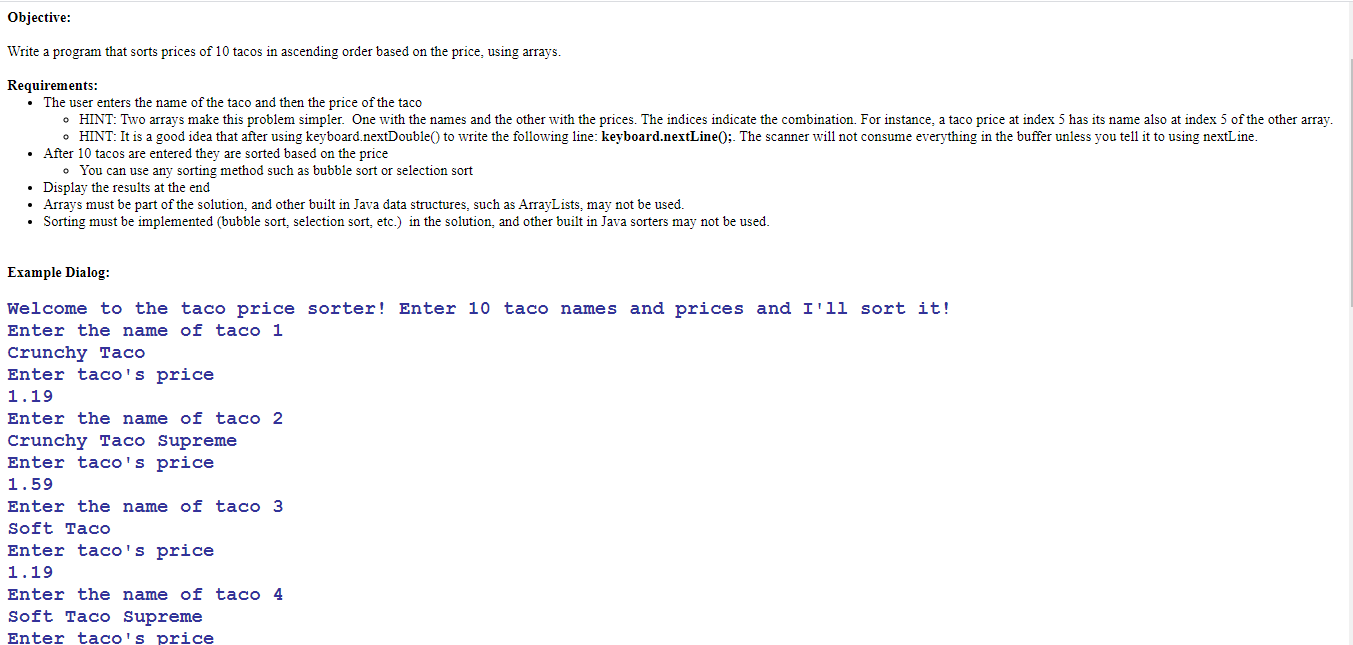 Objective:
Write a program that sorts prices of 10 tacos in ascending order based on the price, using arrays.
Requirements:
• The user enters the name of the taco and then the price of the taco
◦ HINT: Two arrays make this problem simpler.  One with the names and the other with the prices. The indices indicate the combination. For instance, a taco price at index 5 has its name also at index 5 of the other array.
◦ HINT: It is a good idea that after using keyboard.nextDouble() to write the following line: keyboard.nextLine();. The scanner will not consume everything in the buffer unless you tell it to using nextLine.
• After 10 tacos are entered they are sorted based on the price
◦ You can use any sorting method such as bubble sort or selection sort
• Display the results at the end
• Arrays must be part of the solution, and other built in Java data structures, such as ArrayLists, may not be used.
• Sorting must be implemented (bubble sort, selection sort, etc.)  in the solution, and other built in Java sorters may not be used.
Example Dialog:
Welcome to the taco price sorter! Enter 10 taco names and prices and I'll sort it!
Enter the name of taco 1
Crunchy Taco
Enter taco's price
1.19
Enter the name of taco 2
Crunchy Taco Supreme
Enter taco's price
1.59
Enter the name of taco 3
Soft Taco
Enter taco's price
1.19
Enter the name of taco 4
Soft Taco Supreme
Enter taco's price